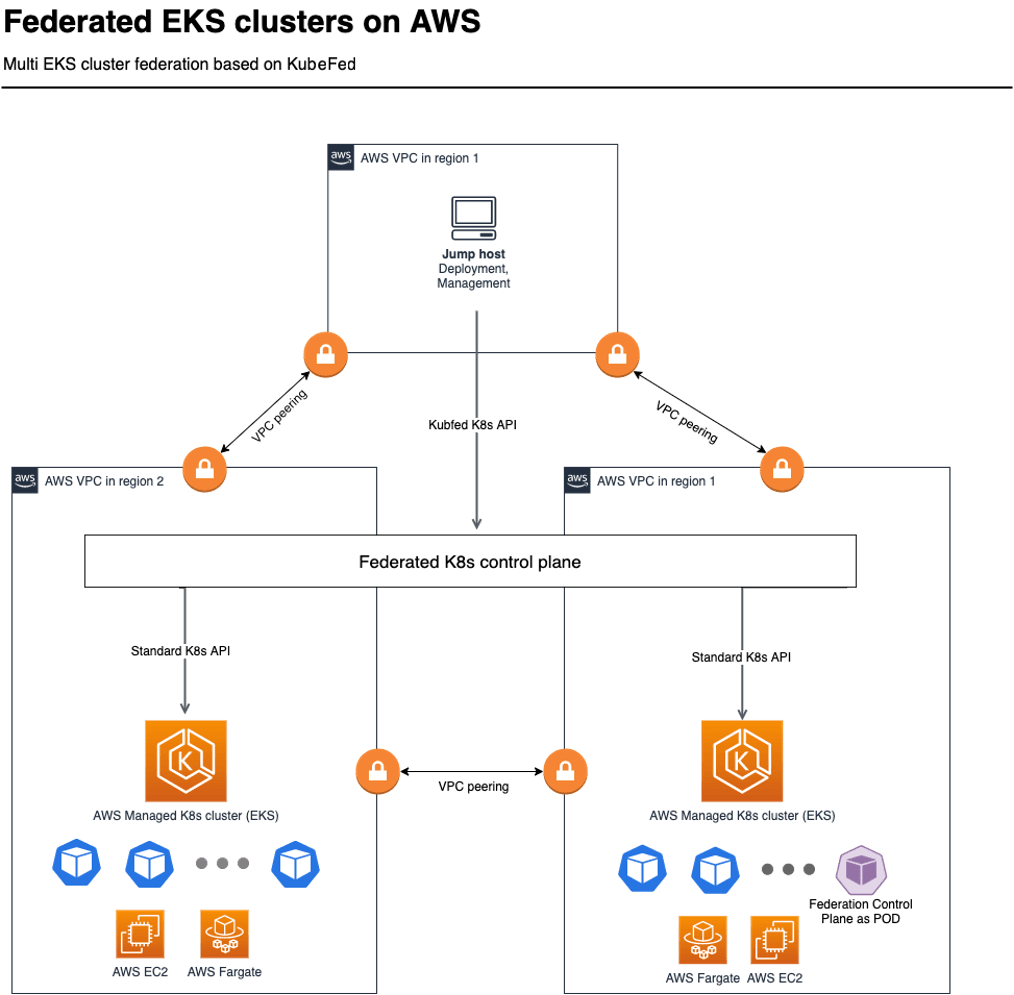 Federated EKS clusters on AWS
Multi EKS cluster federation based on KubeFed
aws
AWS VPC in region 1
Jump host
Deployment,
Management
VPC peering
VPC peering
Kubfed K8s API
aws
AWS VPC in region 2
aws
AWS VPC in region 1
Federated K8s control plane
Standard K8s API
Standard K8s API
K
K
VPC peering
AWS Managed K8s cluster (EKS)
AWS Managed K8s cluster (EKS)
Federation Control
Plane as POD
AWS EC2
AWS Fargate
AWS Fargate
AWS EC2